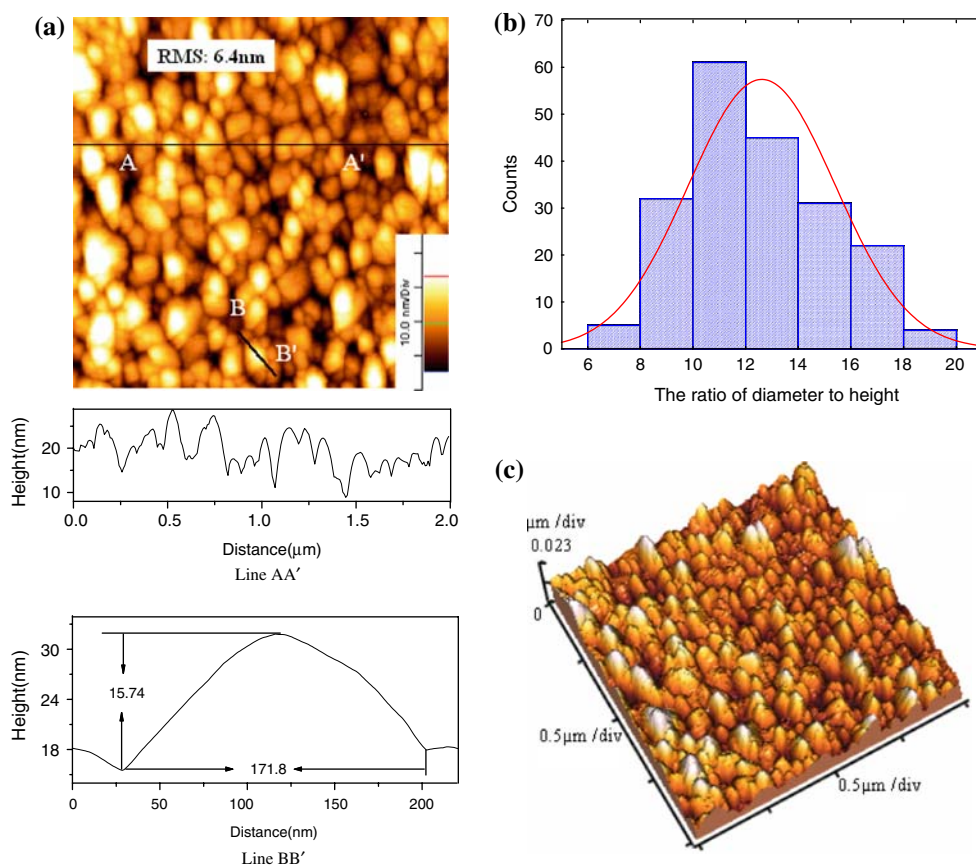 (a)
RMS: 6.4nm
A A'
B
B'
10.0 nm/Div
Height(nm)
20
10
0.0 0.5 1.0 1.5 2.0
Distance(μm)
Line AA′
Height(nm)
30
24
18
15.74
171.8
0 50 100 150 200
Distance(nm)
Line BB′
(b)
Counts
70
60
50
40
30
20
10
0
6 8 10 12 14 16 18 20
The ratio of diameter to height
(c)
μm /div
0.023
0
0.5μm /div
0.5μm /div